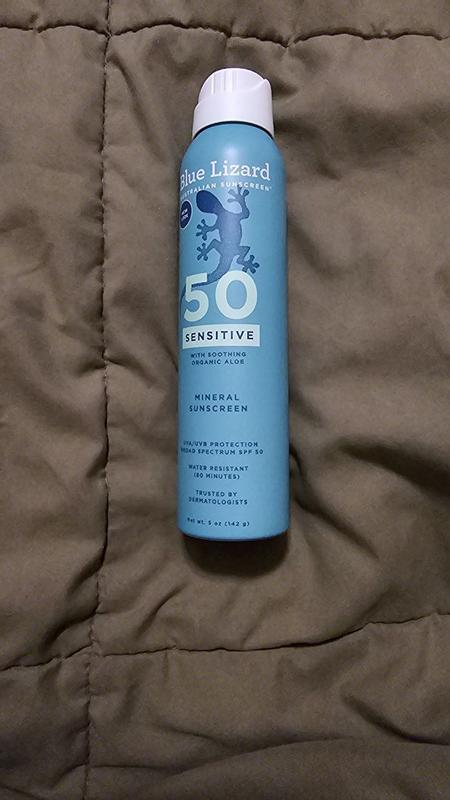 Blue Lizard
AUSTRALIAN SUNSCREEN
50
SENSITIVE
WITH SOOTHING
ORGANIC ALOE
MINERAL
SUNSCREEN
UVA/UVB PROTECTION
BROAD SPECTRUM SPF 50
WATER RESISTANT
(80 MINUTES)
TRUSTED BY
DERMATOLOGISTS
Net wt. 5 oz (142 g)